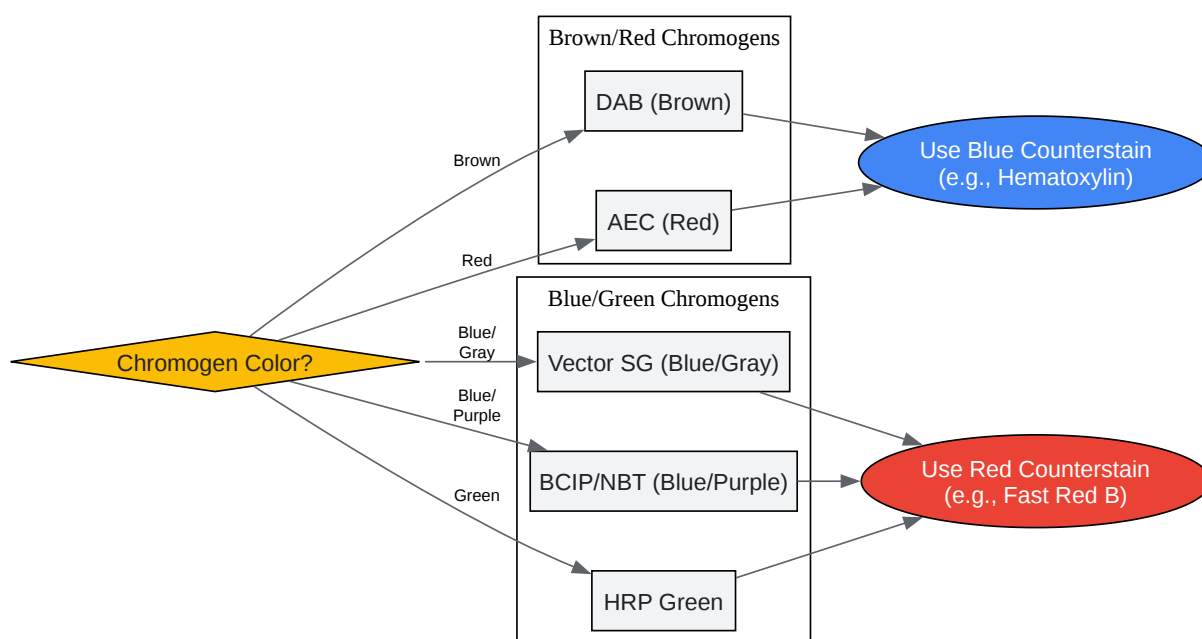 Brown/Red Chromogens
DAB (Brown)
Use Blue Counterstain
(e.g., Hematoxylin)
Brown
AEC (Red)
Red
Blue/Green Chromogens
Blue/
Gray
Chromogen Color?
Vector SG (Blue/Gray)
Blue/
Purple
BCIP/NBT (Blue/Purple)
Use Red Counterstain
(e.g., Fast Red B)
Green
HRP Green